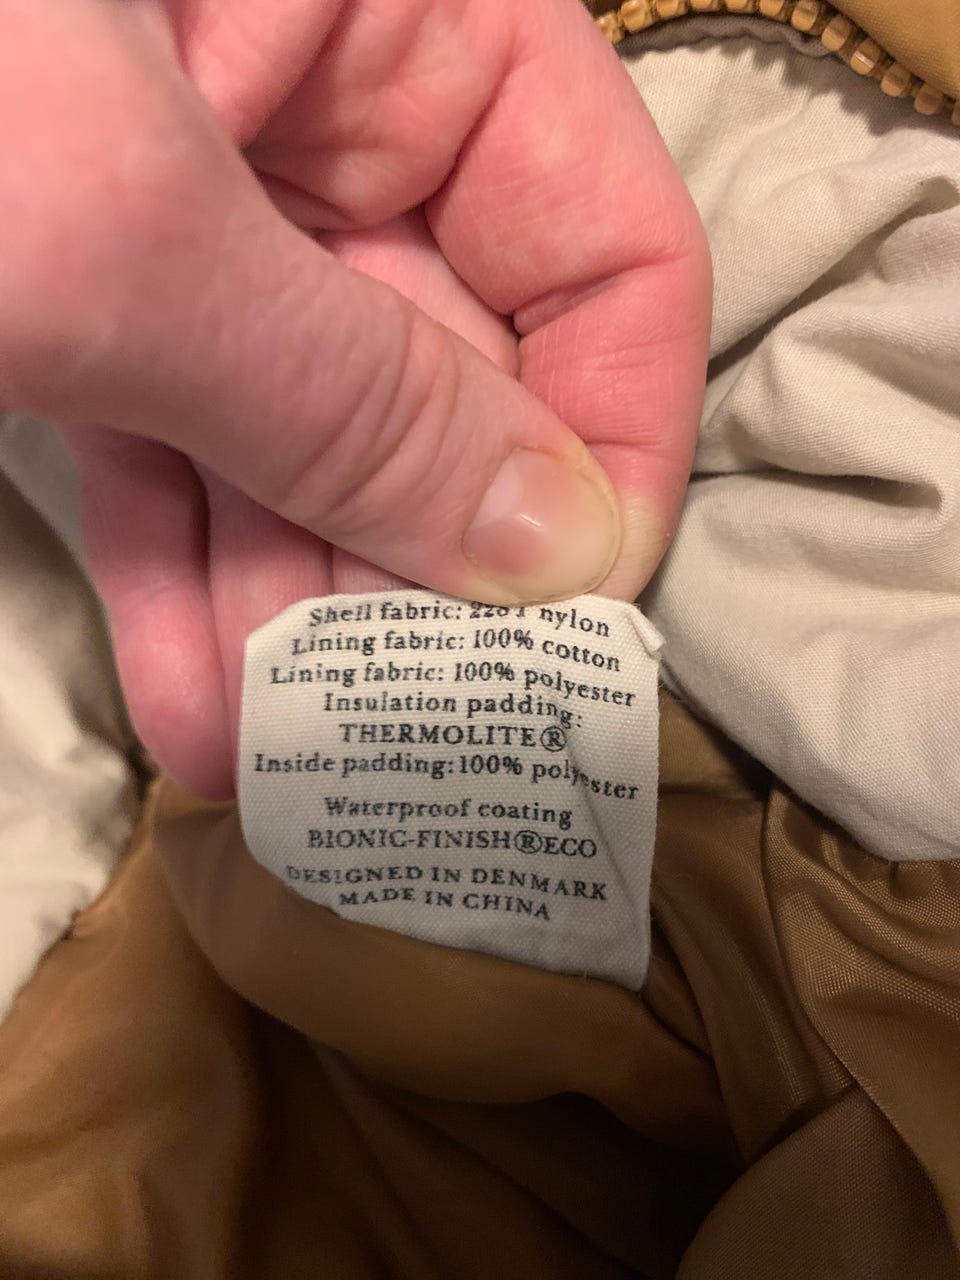 Shell fabric: 228T nylon
Lining fabric: 100% cotton
Lining fabric: 100% polyester
Insulation padding:
THERMOLITE®
Inside padding:100% polyester
Waterproof coating
BIONIC-FINISH®ECO
DESIGNED IN DENMARK
MADE IN CHINA